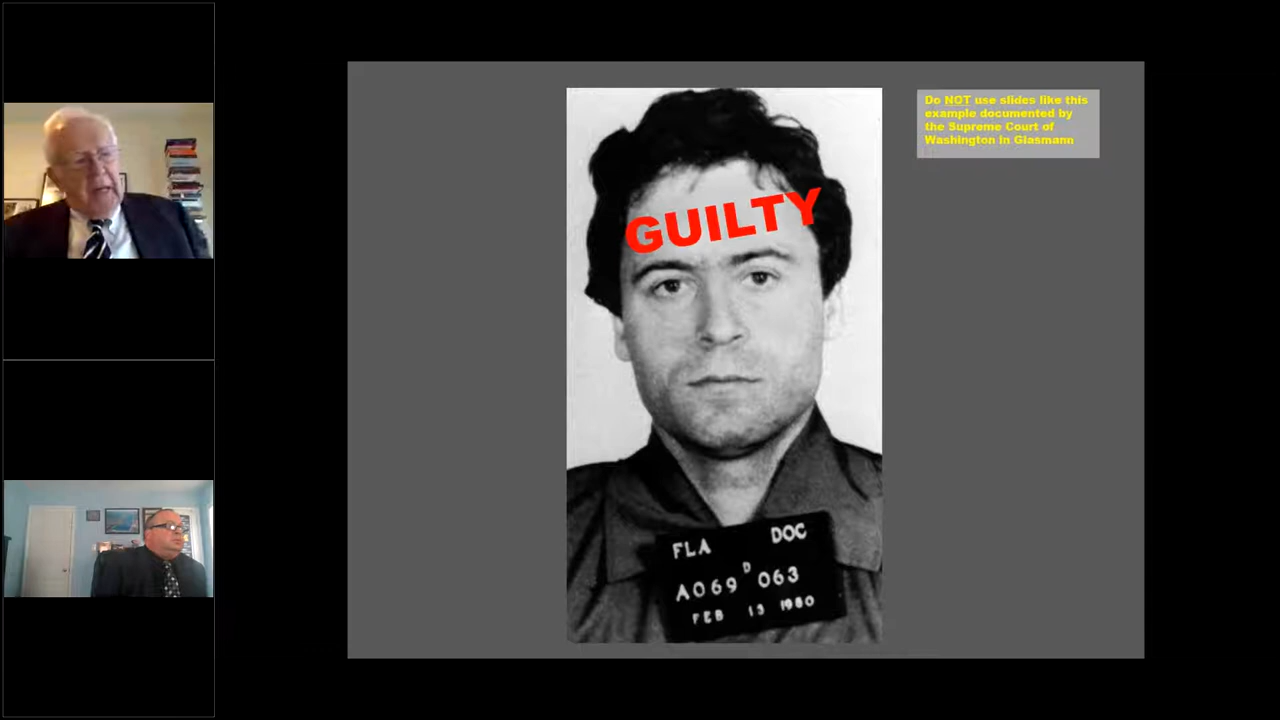 GUILTY
Do NOT use slides like this
example documented by
the Supreme Court of
Washington in Glasmann
FLA DOC
D
A069 063
FEB 13 1980